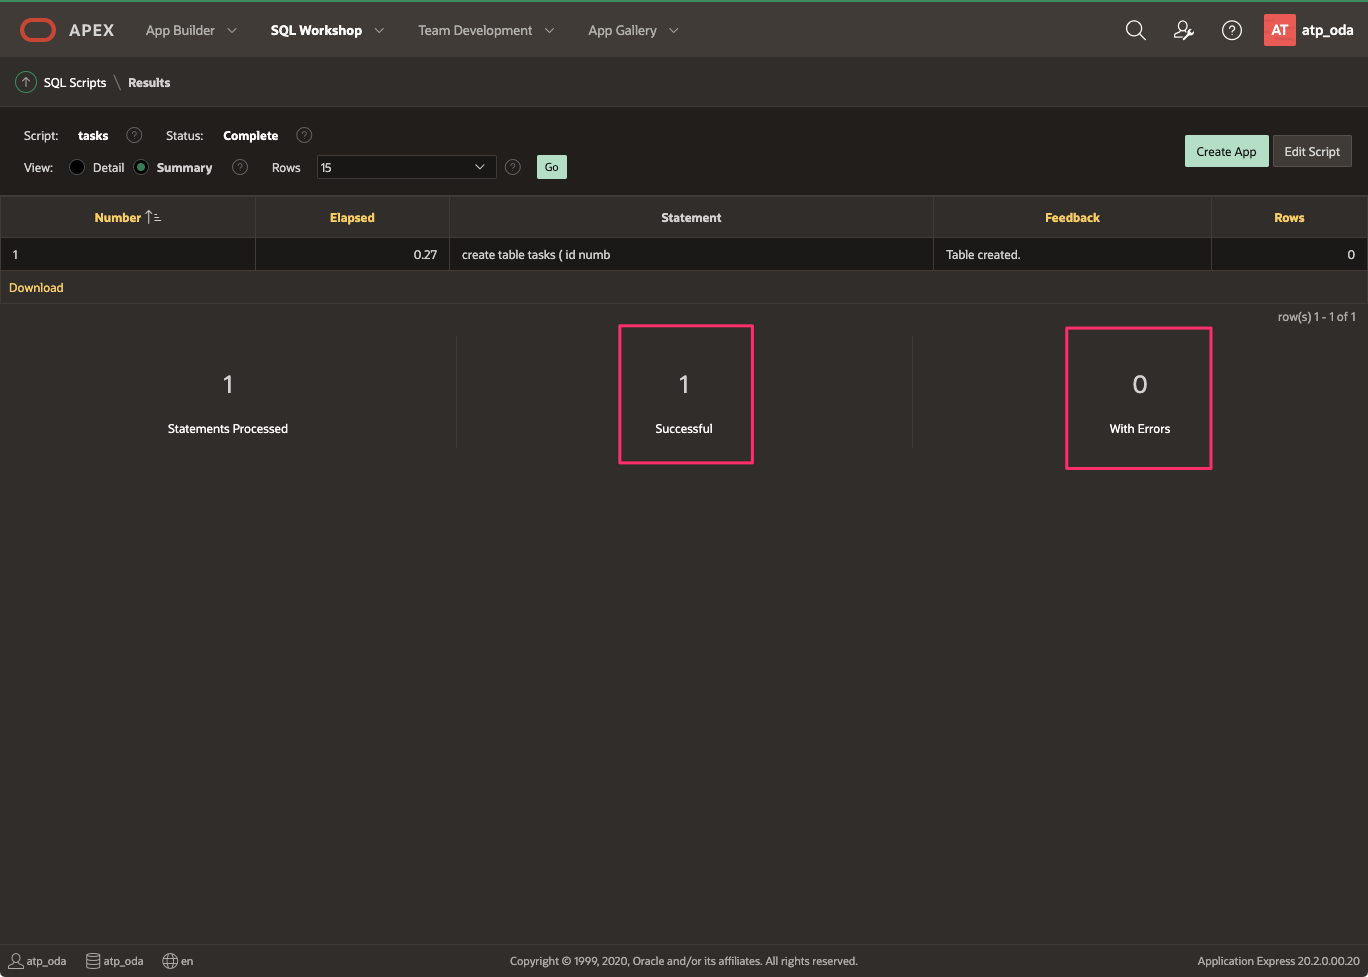 APEX App Builder SQL Workshop Team Development App Gallery ? AT atp_oda
SQL Scripts \ Results
Script: tasks ? Status: Complete ?
Create App Edit Script
View: Detail Summary ? Rows 15 ? Go
Number Elapsed Statement Feedback Rows
1 0.27 create table tasks ( id numb Table created. 0
Download
row(s) 1 - 1 of 1
1 1 0
Statements Processed Successful With Errors
atp_oda atp_oda en Copyright © 1999, 2020, Oracle and/or its affiliates. All rights reserved. Application Express 20.2.0.00.20